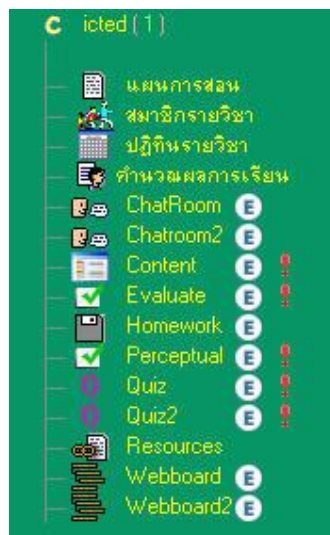 C icted (1)
แผนการสอน
สมาชิกรายวิชา
ปฏิทินรายวิชา
คำนวณผลการเรียน
ChatRoom E
Chatroom2 E
Content E
Evaluate E
Homework E
Perceptual E
Quiz E
Quiz2 E
Resources
Webboard E
Webboard2 E